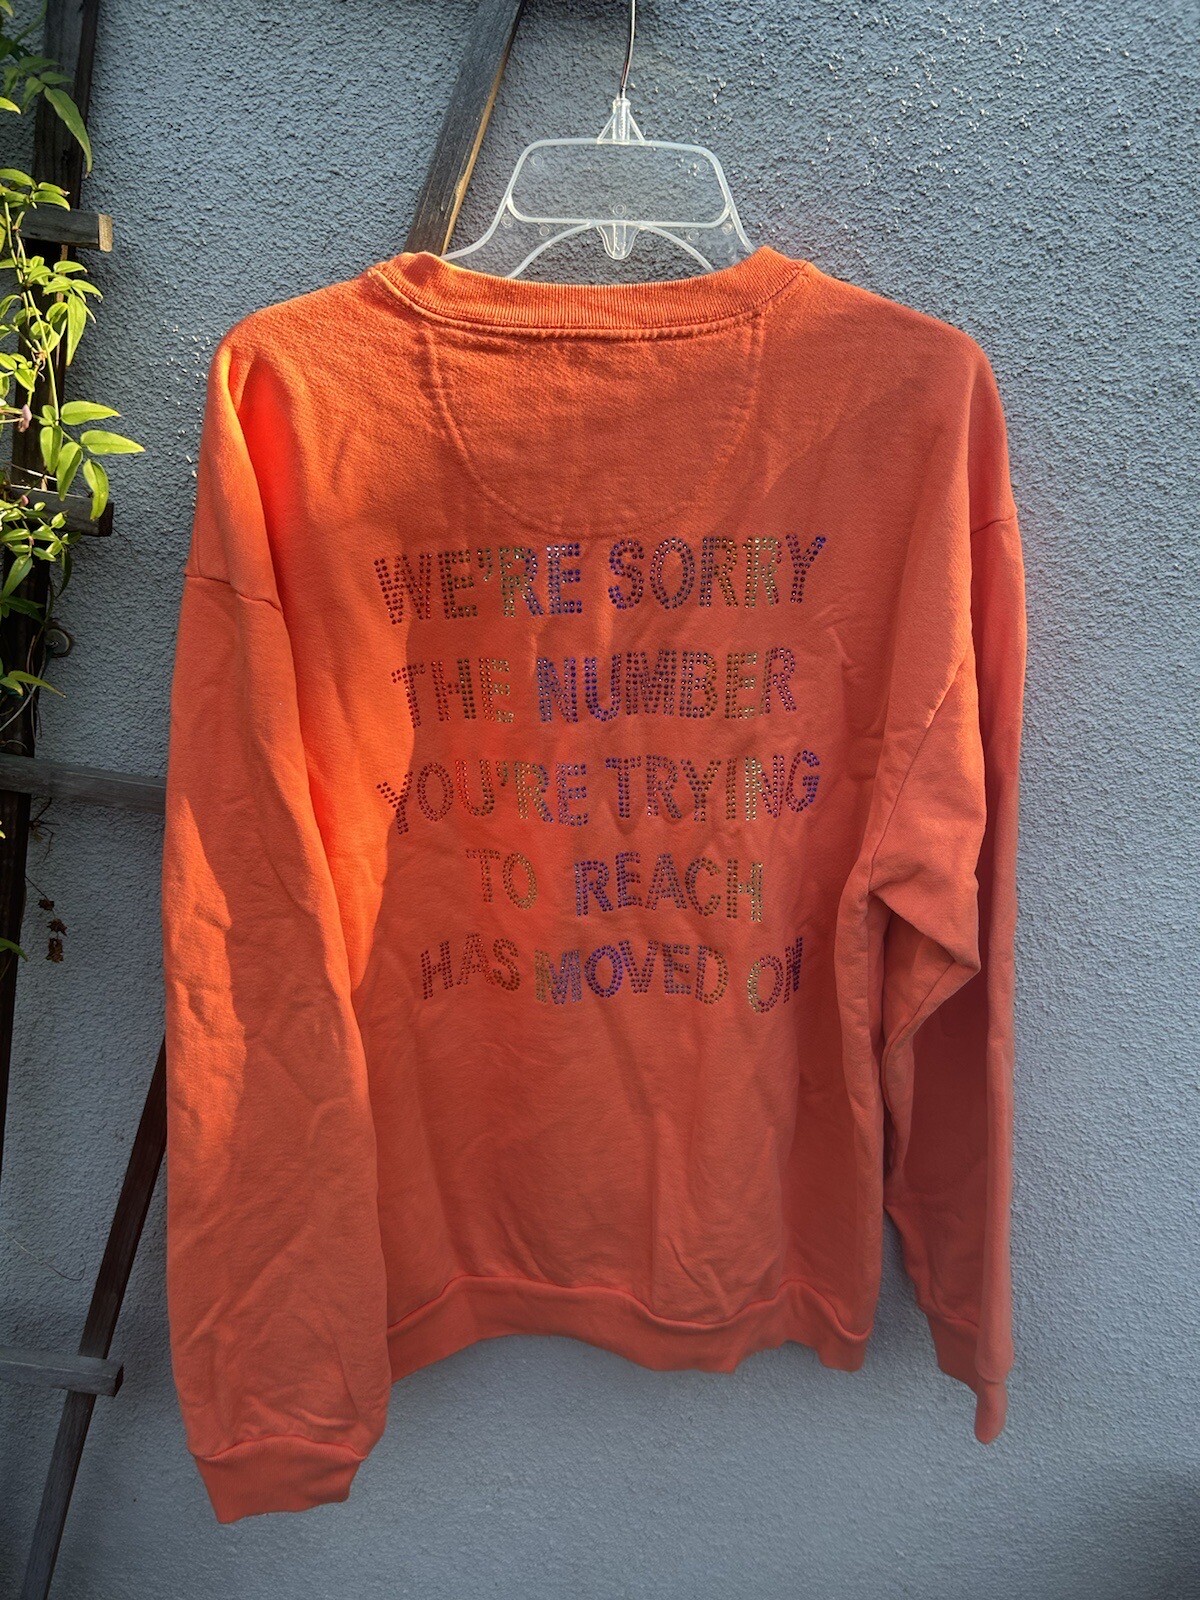 WE'RE SORRY
THE NUMBER
YOU'RE TRYING
TO REACH
HAS MOVED ON